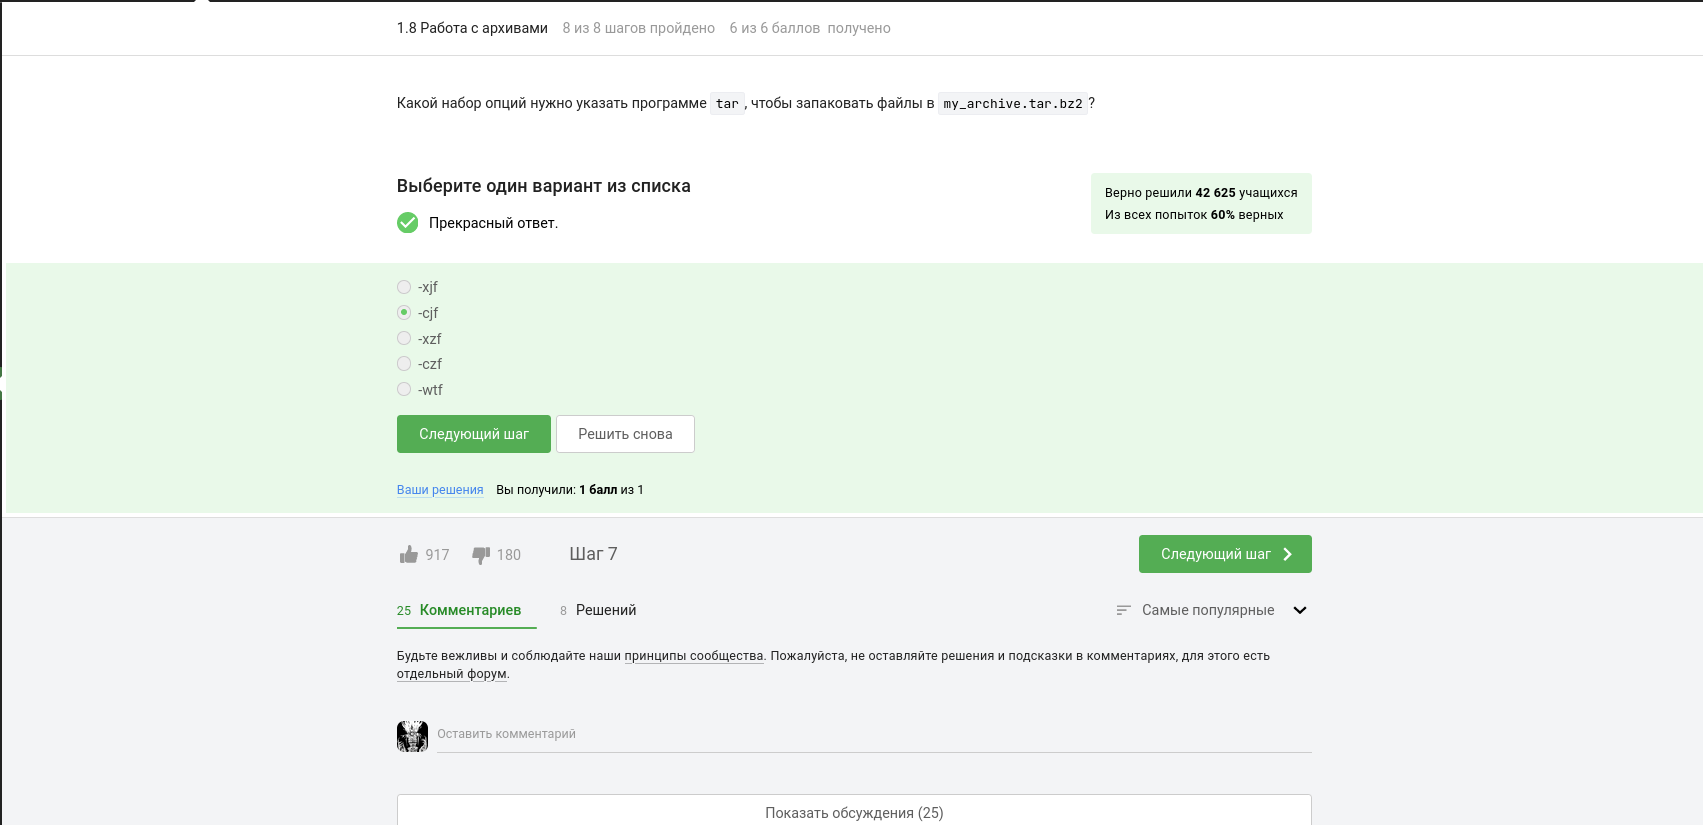 1.8 Работа с архивами 8 из 8 шагов пройдено 6 из 6 баллов получено
Какой набор опций нужно указать программе tar, чтобы запаковать файлы в my_archive.tar.bz2?
Выберите один вариант из списка
Прекрасный ответ.
Верно решили 42 625 учащихся
Из всех попыток 60% верных
-xjf
-cjf
-xzf
-czf
-wtf
Следующий шаг Решить снова
Ваши решения Вы получили: 1 балл из 1
917 180 Шаг 7 Следующий шаг
25 Комментариев 8 Решений Самые популярные
Будьте вежливы и соблюдайте наши принципы сообщества. Пожалуйста, не оставляйте решения и подсказки в комментариях, для этого есть
отдельный форум.
Оставить комментарий
Показать обсуждения (25)